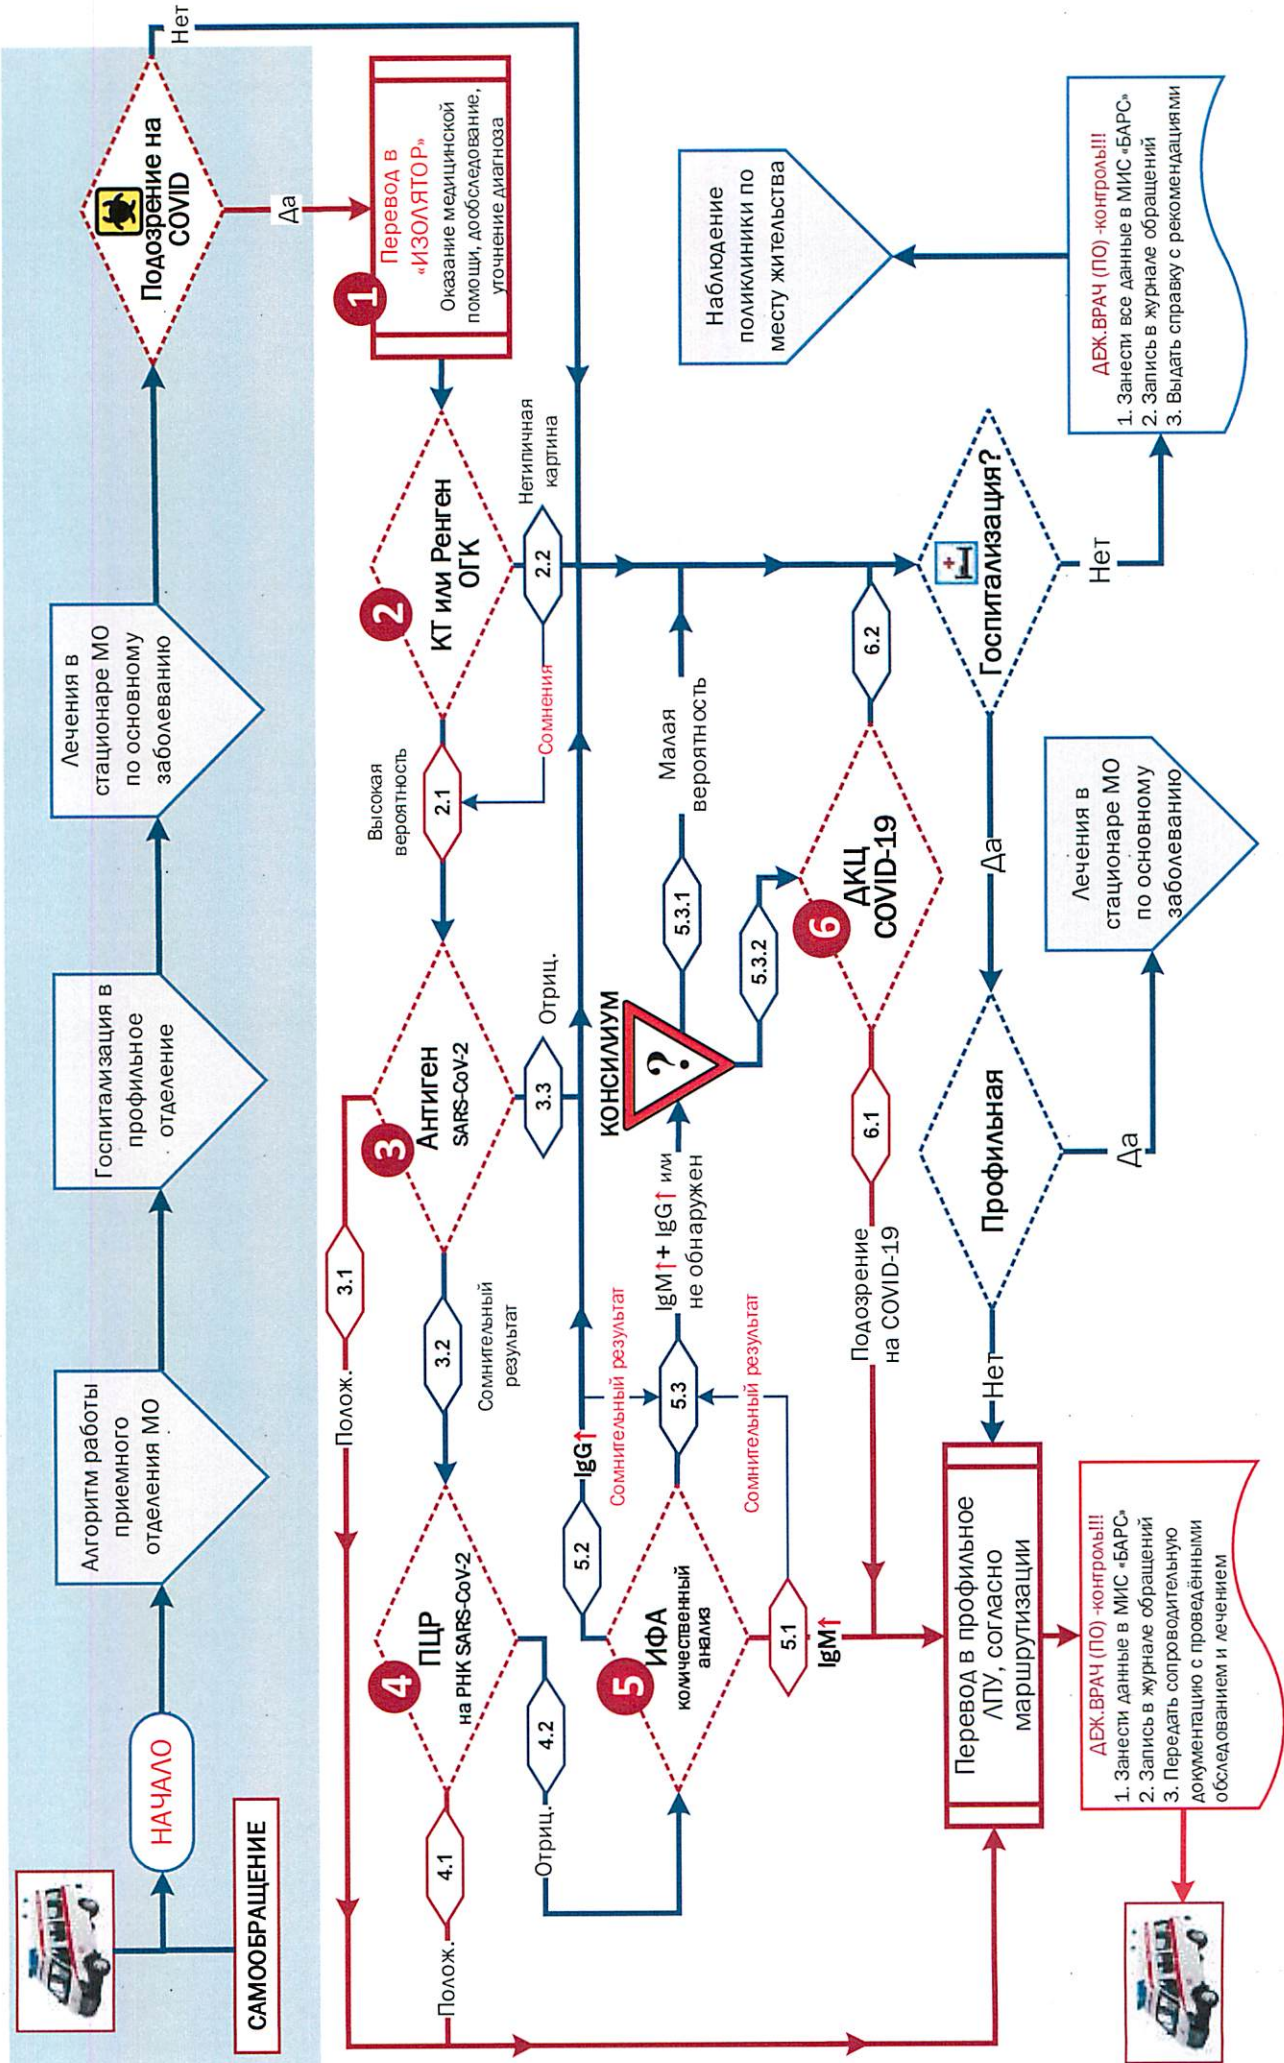 САМООБРАЩЕНИЕ
НАЧАЛО
Алгоритм работы
приемного
отделения МО
Госпитализация в
профильное
отделение
Лечения в
стационаре МО
по основному
заболеванию
Подозрение на
COVID
Нет
Да
1
Перевод в
«ИЗОЛЯТОР»
Оказание медицинской
помощи, дообследование,
уточнение диагноза
2
КТ или Ренген
ОГК
Нетипичная
картина
2.2
Сомнения
Высокая
вероятность
2.1
3
Антиген
SARS-CoV-2
Отриц.
3.3
3.1
Полож.
3.2
Сомнительный
результат
4
ПЦР
на РНК SARS-CoV-2
4.1
Полож.
4.2
Отриц.
5
ИФА
количественный
анализ
5.2
IgG↑
Сомнительный результат
5.3
Сомнительный результат
5.1
IgM↑
IgM↑+ IgG↑ или
не обнаружен
КОНСИЛИУМ
?
5.3.1
Малая
вероятность
5.3.2
6
ДКЦ
COVID-19
6.2
6.1
Подозрение
на COVID-19
Госпитализация?
Нет
Да
Профильная
Да
Нет
Лечения в
стационаре МО
по основному
заболеванию
Наблюдение
поликлиники по
месту жительства
ДЕЖ.ВРАЧ (ПО) -контроль!!!
1. Занести все данные в МИС «БАРС»
2. Запись в журнале обращений
3. Выдать справку с рекомендациями
Перевод в профильное
ЛПУ, согласно
маршрутизации
ДЕЖ.ВРАЧ (ПО) -контроль!!!
1. Занести данные в МИС «БАРС»
2. Запись в журнале обращений
3. Передать сопроводительную
документацию с проведёнными
обследованием и лечением